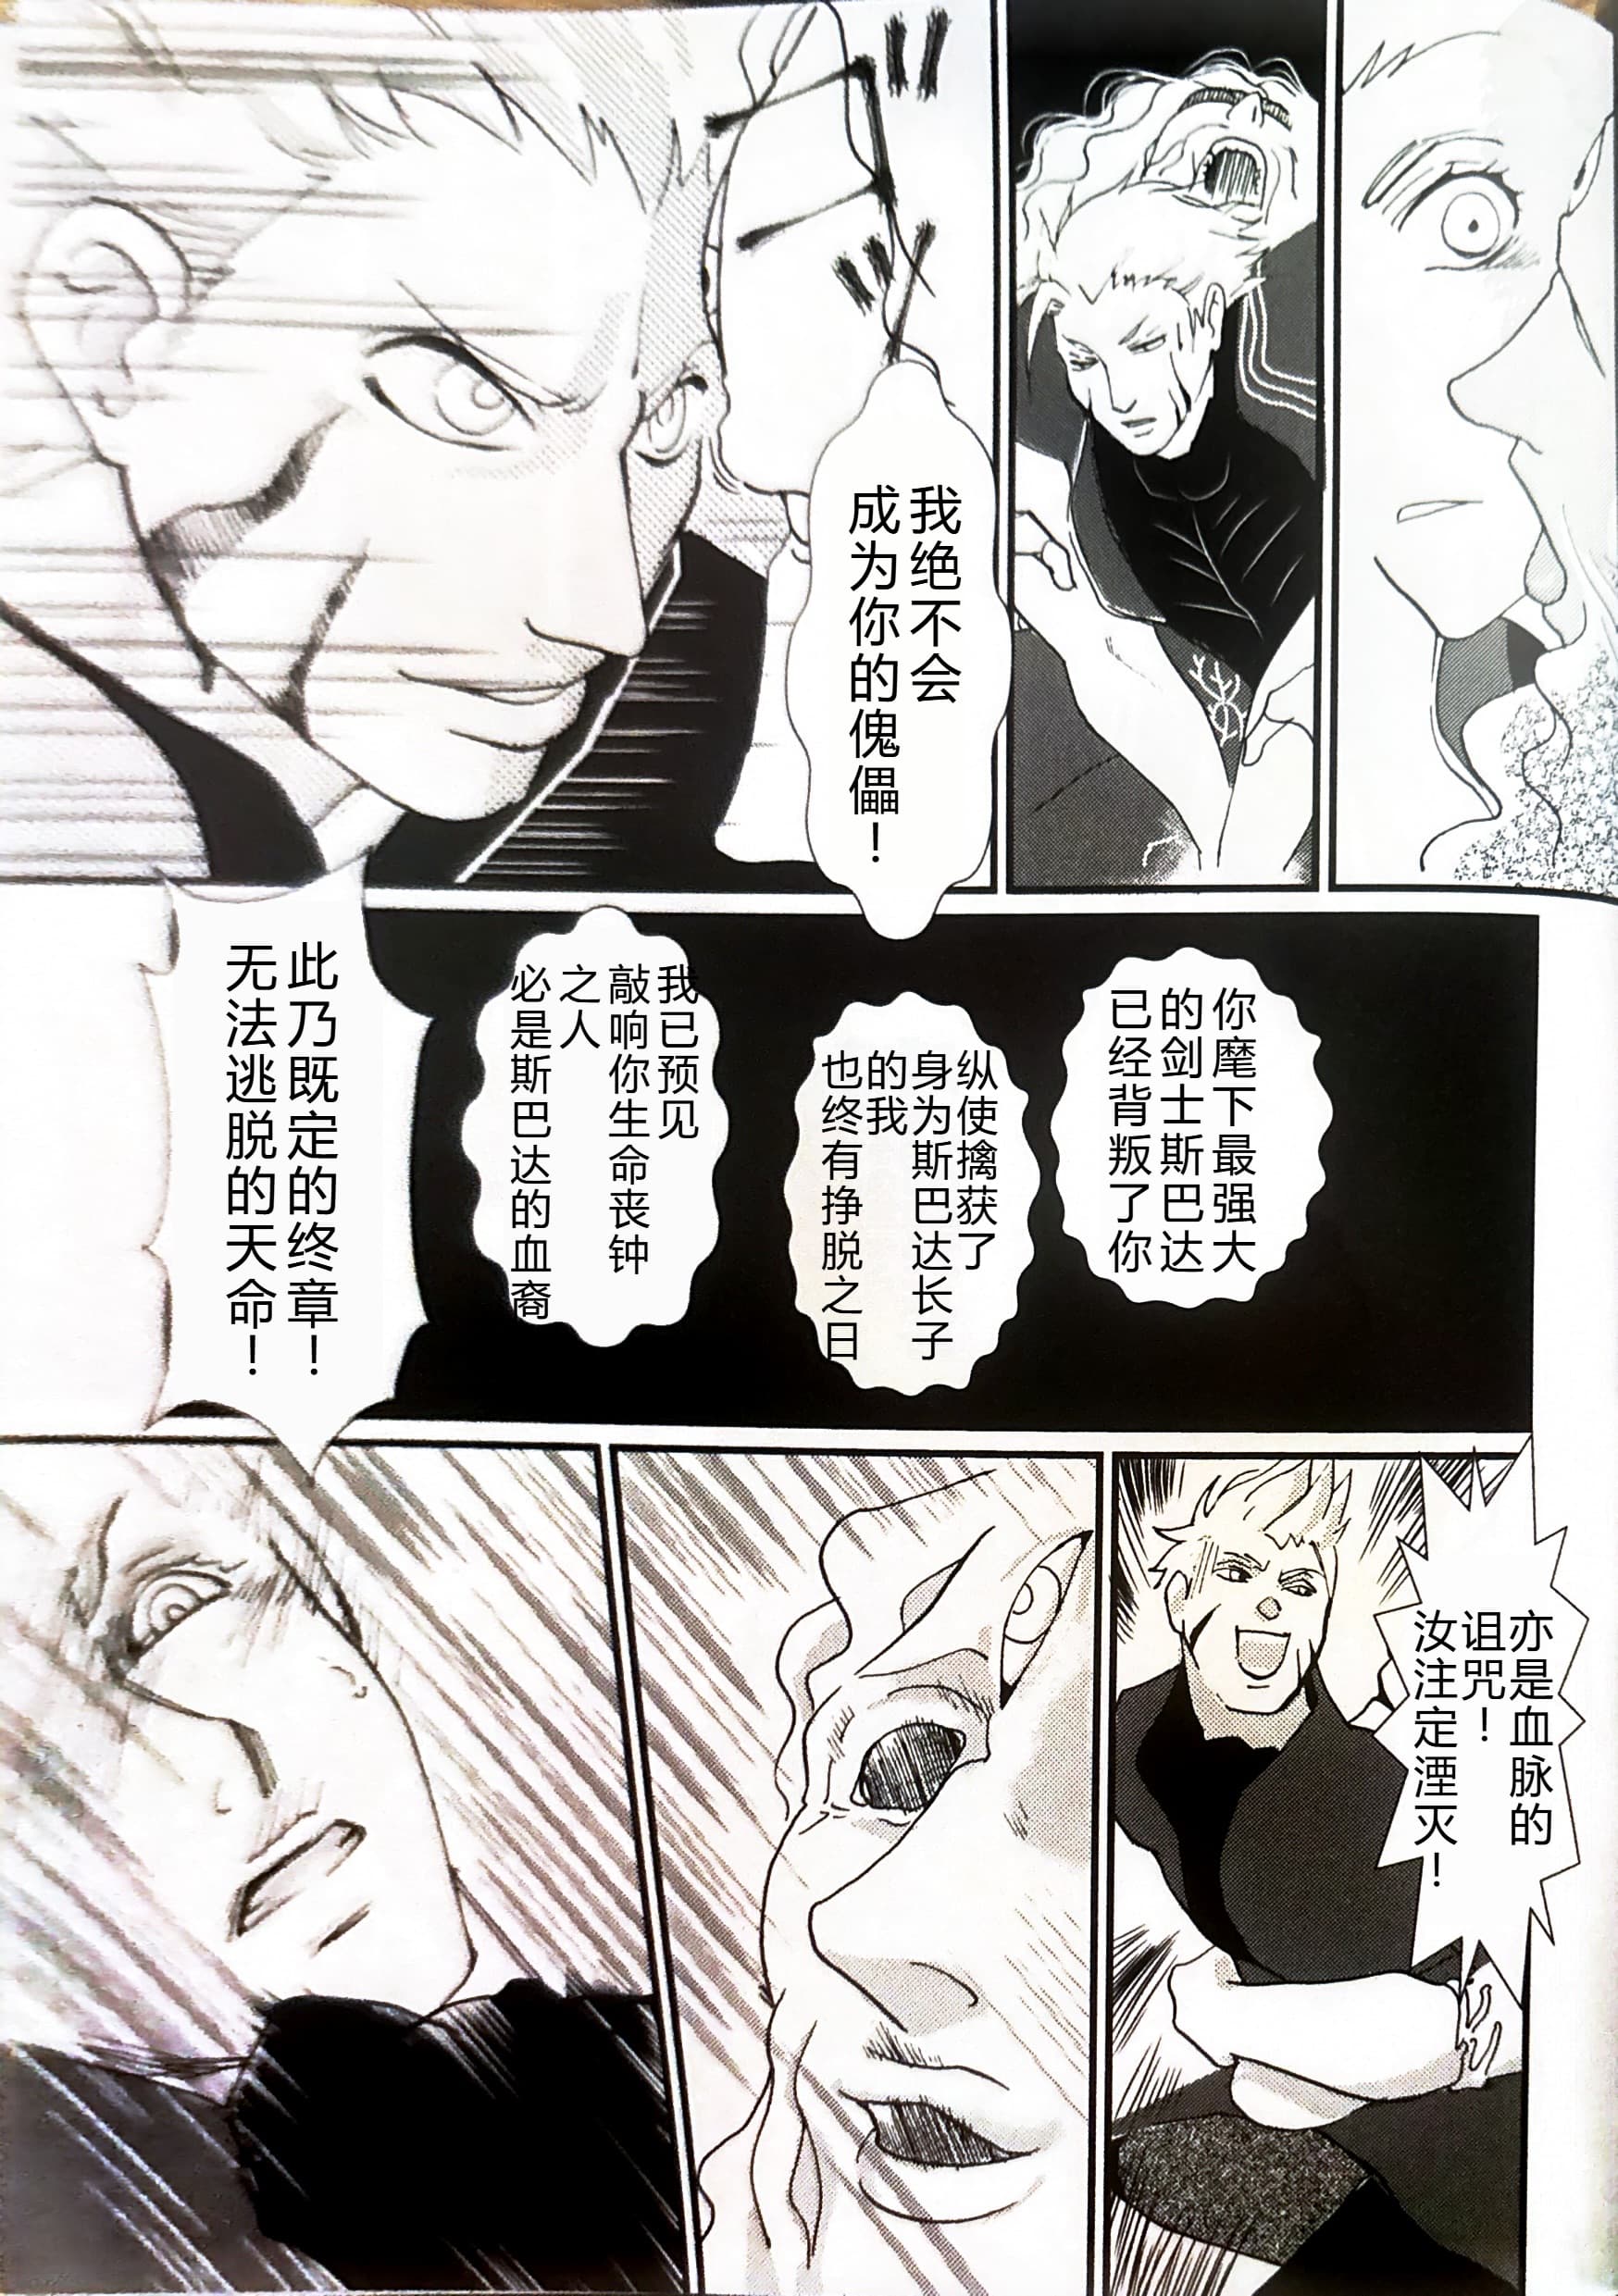 我绝不会
成为你的傀儡！
你麾下最强大
的剑士斯巴达
已经背叛了你
纵使擒获了
身为斯巴达长子
的我
也终有挣脱之日
我已预见
敲响你生命丧钟
之人
必是斯巴达的血裔
此乃既定的终章！
无法逃脱的天命！
亦是血脉的
诅咒！
汝注定湮灭！